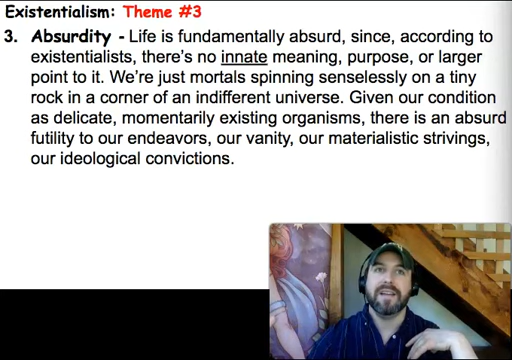 Existentialism: Theme #3
3. Absurdity - Life is fundamentally absurd, since, according to
existentialists, there's no innate meaning, purpose, or larger
point to it. We're just mortals spinning senselessly on a tiny
rock in a corner of an indifferent universe. Given our condition
as delicate, momentarily existing organisms, there is an absurd
futility to our endeavors, our vanity, our materialistic strivings,
our ideological convictions.